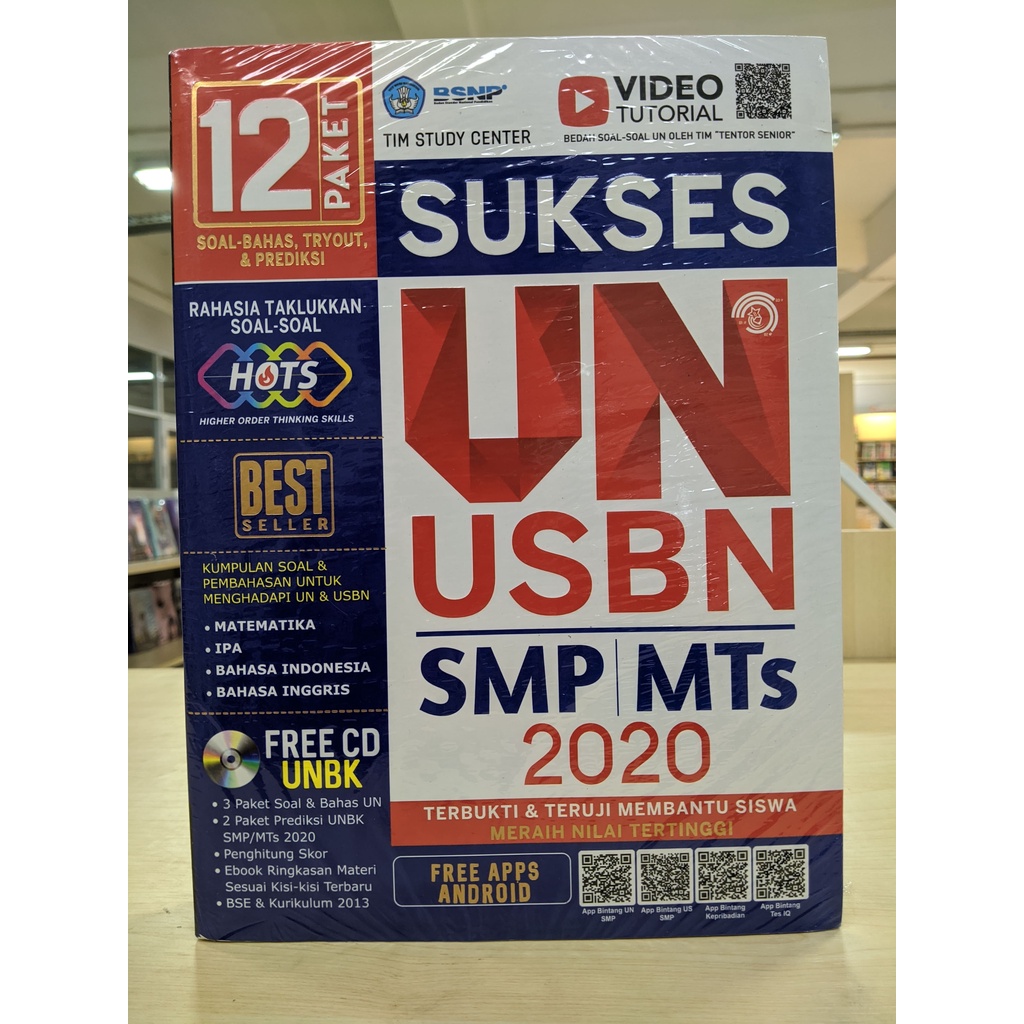 12
PAKET
SOAL-BAHAS, TRYOUT,
& PREDIKSI
BSNP
TIM STUDY CENTER
VIDEO
TUTORIAL
BEDAH SOAL-SOAL UN OLEH TIM "TENTOR SENIOR"
SUKSES
RAHASIA TAKLUKKAN
SOAL-SOAL
HOTS
HIGHER ORDER THINKING SKILLS
BEST
SELLER
KUMPULAN SOAL &
PEMBAHASAN UNTUK
MENGHADAPI UN & USBN
• MATEMATIKA
• IPA
• BAHASA INDONESIA
• BAHASA INGGRIS
FREE CD
UNBK
• 3 Paket Soal & Bahas UN
• 2 Paket Prediksi UNBK
SMP/MTs 2020
• Penghitung Skor
• Ebook Ringkasan Materi
Sesuai Kisi-kisi Terbaru
• BSE & Kurikulum 2013
UN
USBN
SMP|MTs
2020
TERBUKTI & TERUJI MEMBANTU SISWA
MERAIH NILAI TERTINGGI
FREE APPS
ANDROID
App Bintang UN
SMP
App Bintang US
SMP
App Bintang
Kepribadian
App Bintang
Tes IQ